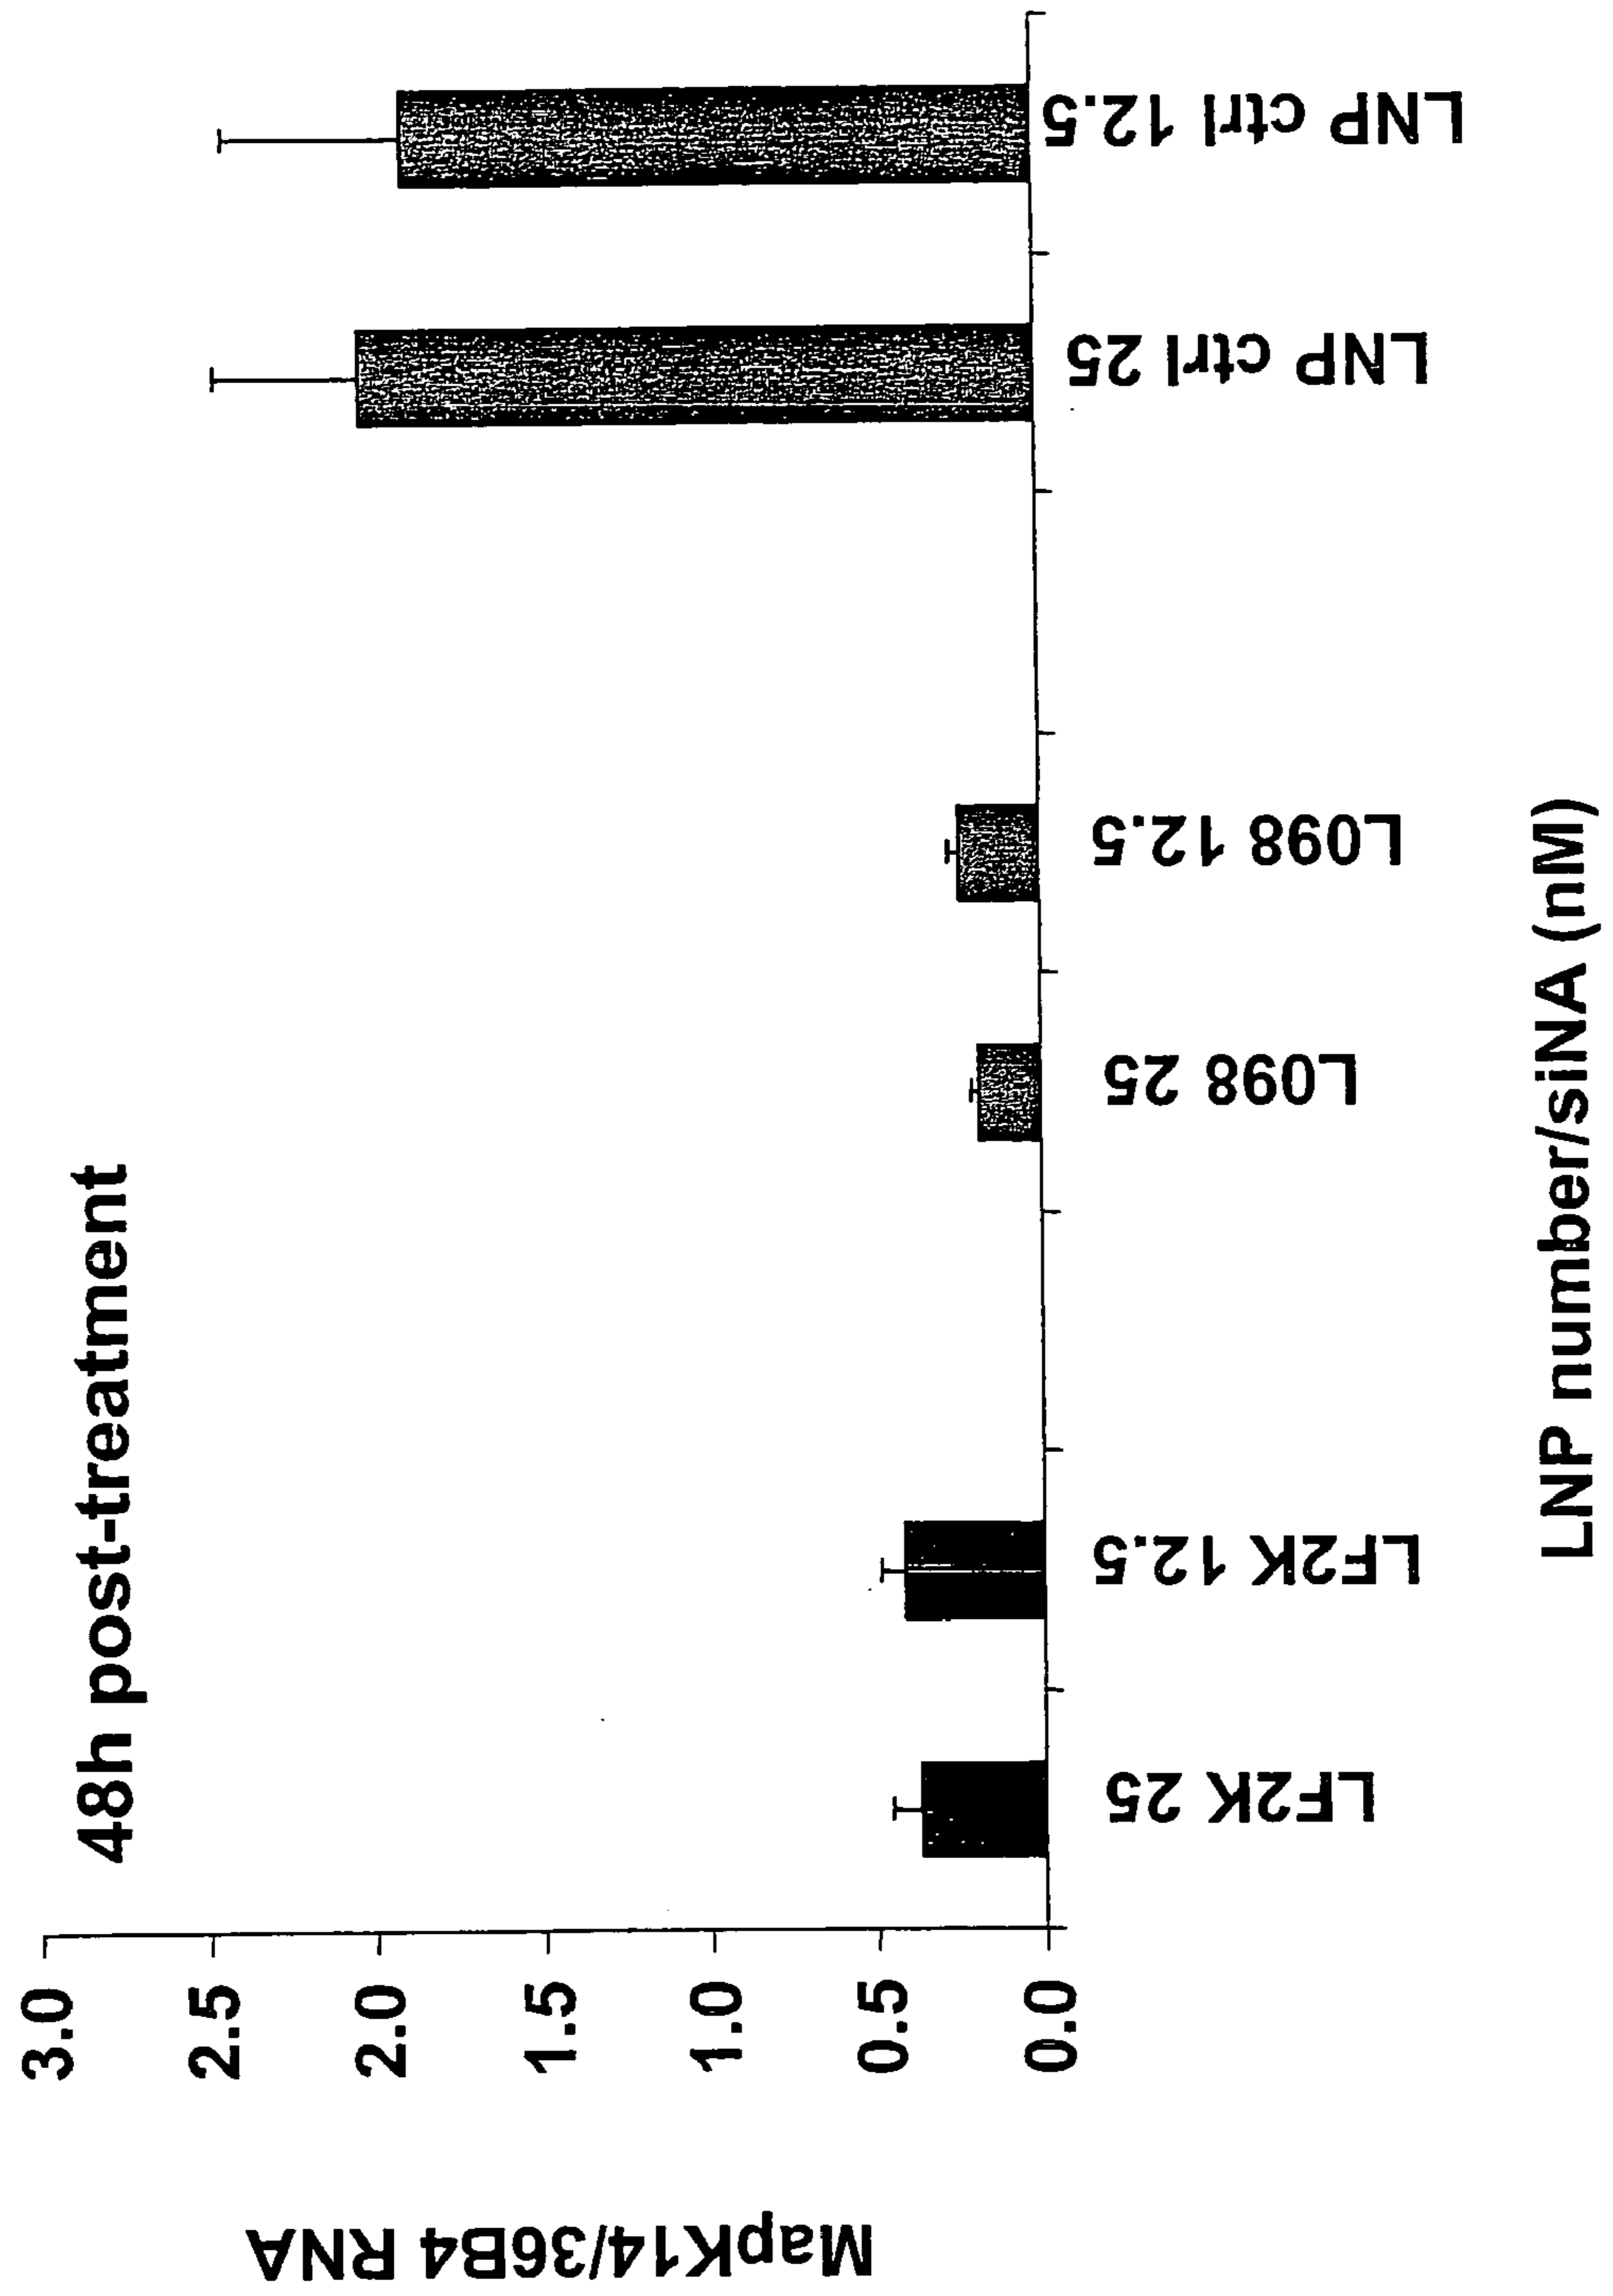 48h post-treatment
MapK14/36B4 RNA
3.0
2.5
2.0
1.5
1.0
0.5
0.0
LF2K 25
LF2K 12.5
L098 25
L098 12.5
LNP ctrl 25
LNP ctrl 12.5
LNP number/siNA (nM)